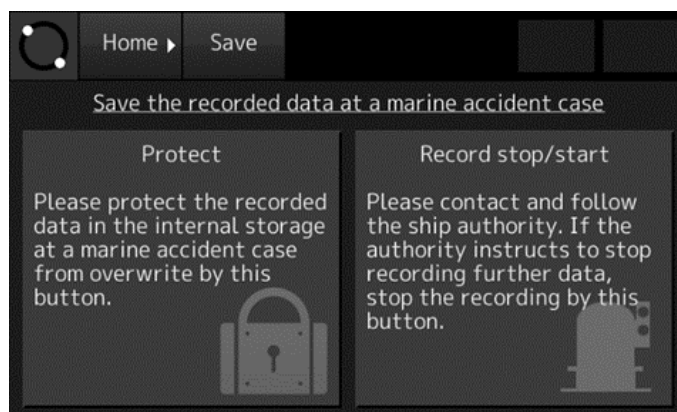 Home Save
Save the recorded data at a marine accident case
Protect
Please protect the recorded
data in the internal storage
at a marine accident case
from overwrite by this
button.
Record stop/start
Please contact and follow
the ship authority. If the
authority instructs to stop
recording further data,
stop the recording by this
button.